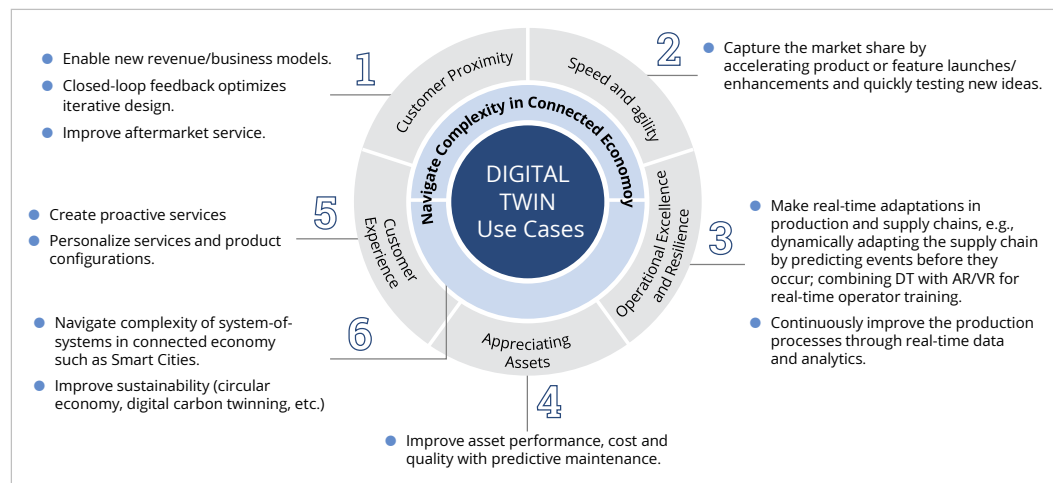 1
Customer Proximity
Enable new revenue/business models.
Closed-loop feedback optimizes
iterative design.
Improve aftermarket service.
2
Speed and agility
Capture the market share by
accelerating product or feature launches/
enhancements and quickly testing new ideas.
Navigate Complexity in Connected Economoy
DIGITAL
TWIN
Use Cases
3
Operational Excellence
and Resilience
Make real-time adaptations in
production and supply chains, e.g.,
dynamically adapting the supply chain
by predicting events before they
occur; combining DT with AR/VR for
real-time operator training.
Continuously improve the production
processes through real-time data
and analytics.
5
Customer
Experience
Create proactive services
Personalize services and product
configurations.
6
Navigate complexity of system-of-
systems in connected economy
such as Smart Cities.
Improve sustainability (circular
economy, digital carbon twinning, etc.)
Appreciating
Assets
4
Improve asset performance, cost and
quality with predictive maintenance.